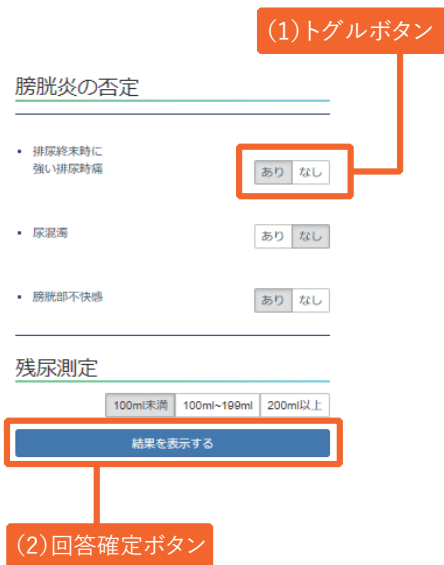 (1)トグルボタン
膀胱炎の否定
• 排尿終末時に
強い排尿時痛
あり なし
• 尿混濁
あり なし
• 膀胱部不快感
あり なし
残尿測定
100ml未満 100ml~199ml 200ml以上
結果を表示する
(2)回答確定ボタン